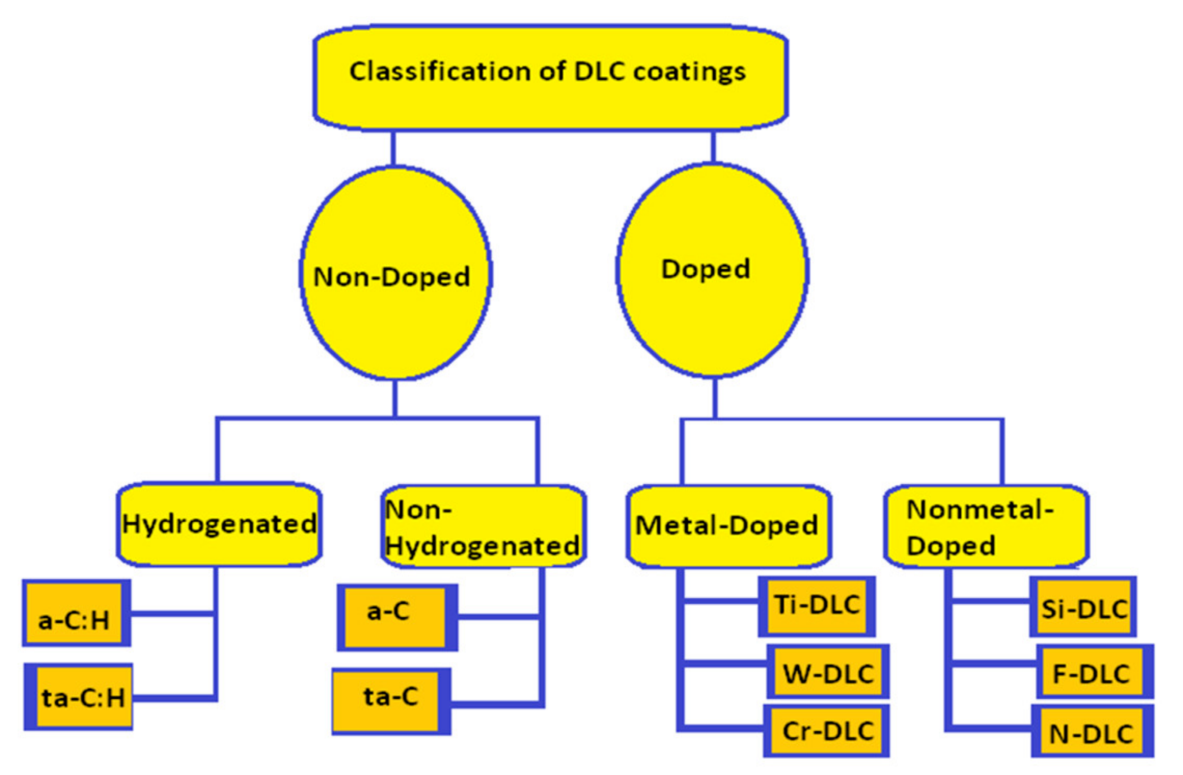 Classification of DLC coatings
Non-Doped
Doped
Hydrogenated
Non-
Hydrogenated
Metal-Doped
Nonmetal-
Doped
a-C:H
ta-C:H
a-C
ta-C
Ti-DLC
W-DLC
Cr-DLC
Si-DLC
F-DLC
N-DLC